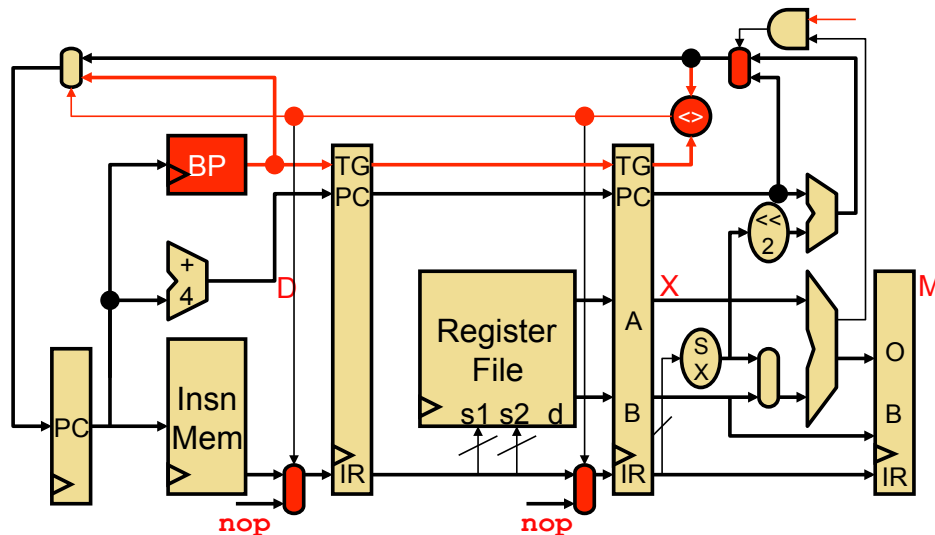 <>
BP
TG
TG
PC
PC
<<
2
+
4
D
X
M
Register
File
A
S
X
O
Insn
Mem
PC
B
B
s1 s2 d
IR
IR
IR
nop
nop